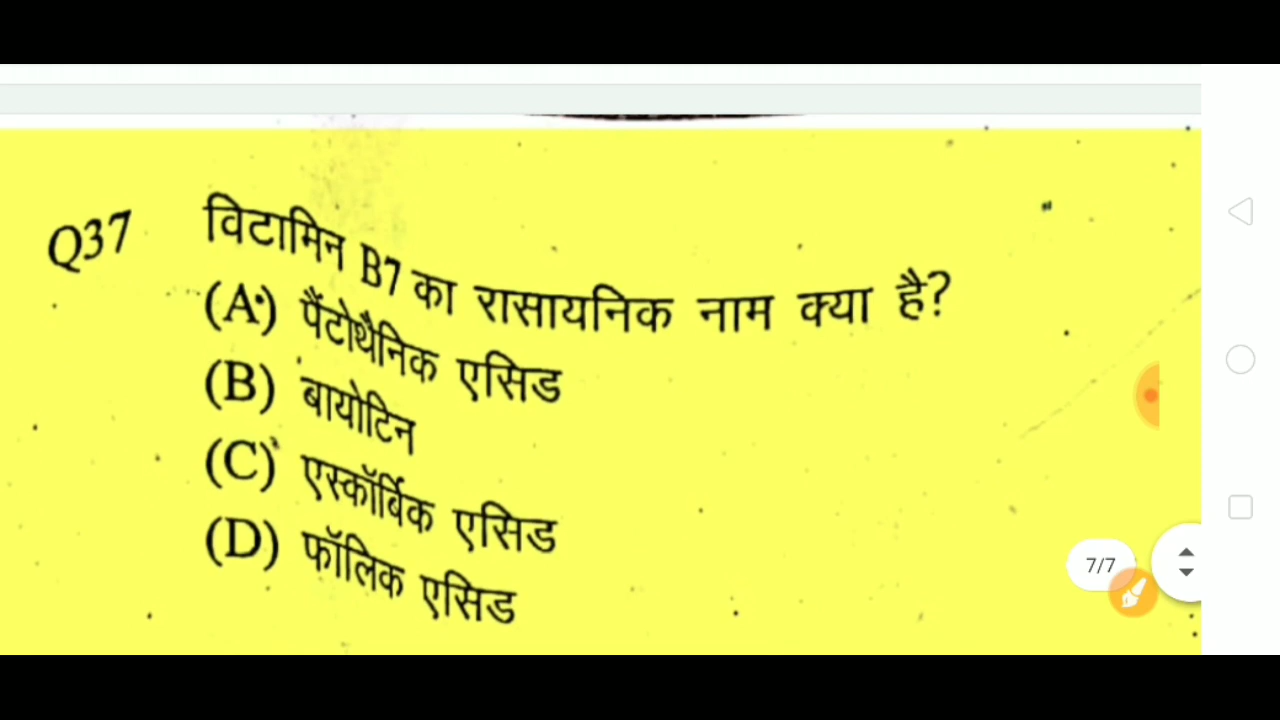 Q37 विटामिन B7 का रासायनिक नाम क्या है?
(A) पैंटोथैनिक एसिड
(B) बायोटिन
(C) एस्कॉर्बिक एसिड
(D) फॉलिक एसिड
7/7